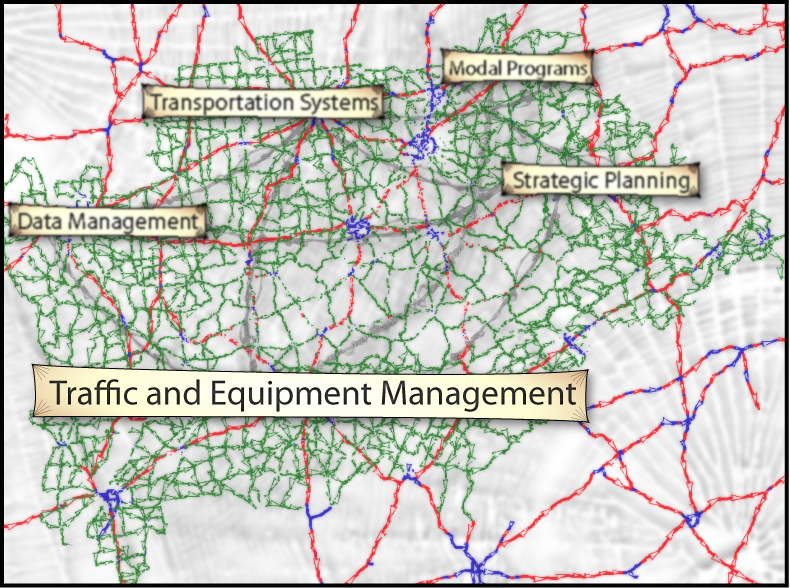 Modal Programs
Transportation Systems
Strategic Planning
Data Management
Traffic and Equipment Management